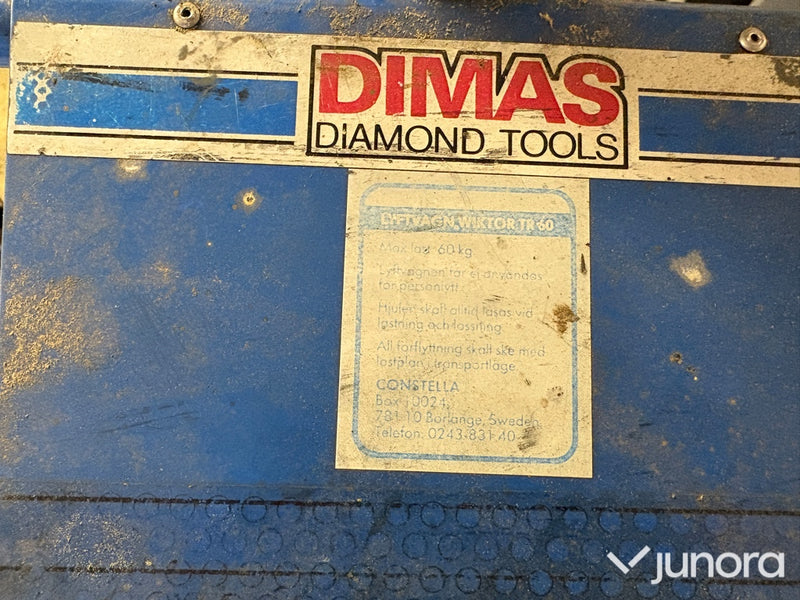 DIMAS
DIAMOND TOOLS
LYFTVAGN WIKTOR TR 60
Max last 60 kg
Lyftvagnen får ej användas
för personlyft.
Hjulen skall alltid låsas vid
lastning och lossning.
All förflyttning skall ske med
lastplan i transportläge.
CONSTELLA
Box 10024,
781 10 Borlänge, Sweden
Telefon. 0243-831 40
junora